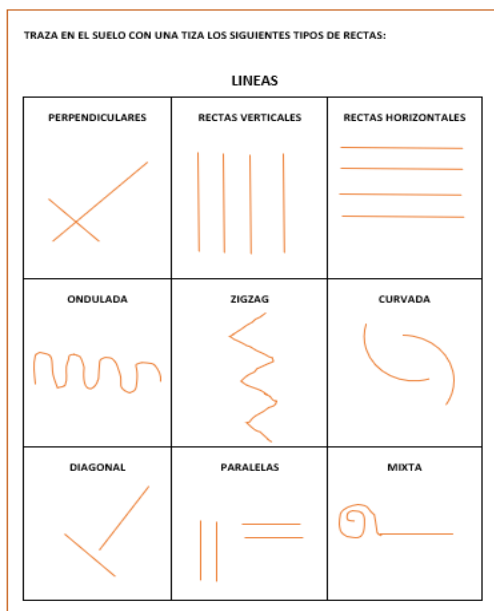 TRAZA EN EL SUELO CON UNA TIZA LOS SIGUIENTES TIPOS DE RECTAS:
LINEAS
PERPENDICULARES
RECTAS VERTICALES
RECTAS HORIZONTALES
ONDULADA
ZIGZAG
CURVADA
DIAGONAL
PARALELAS
MIXTA